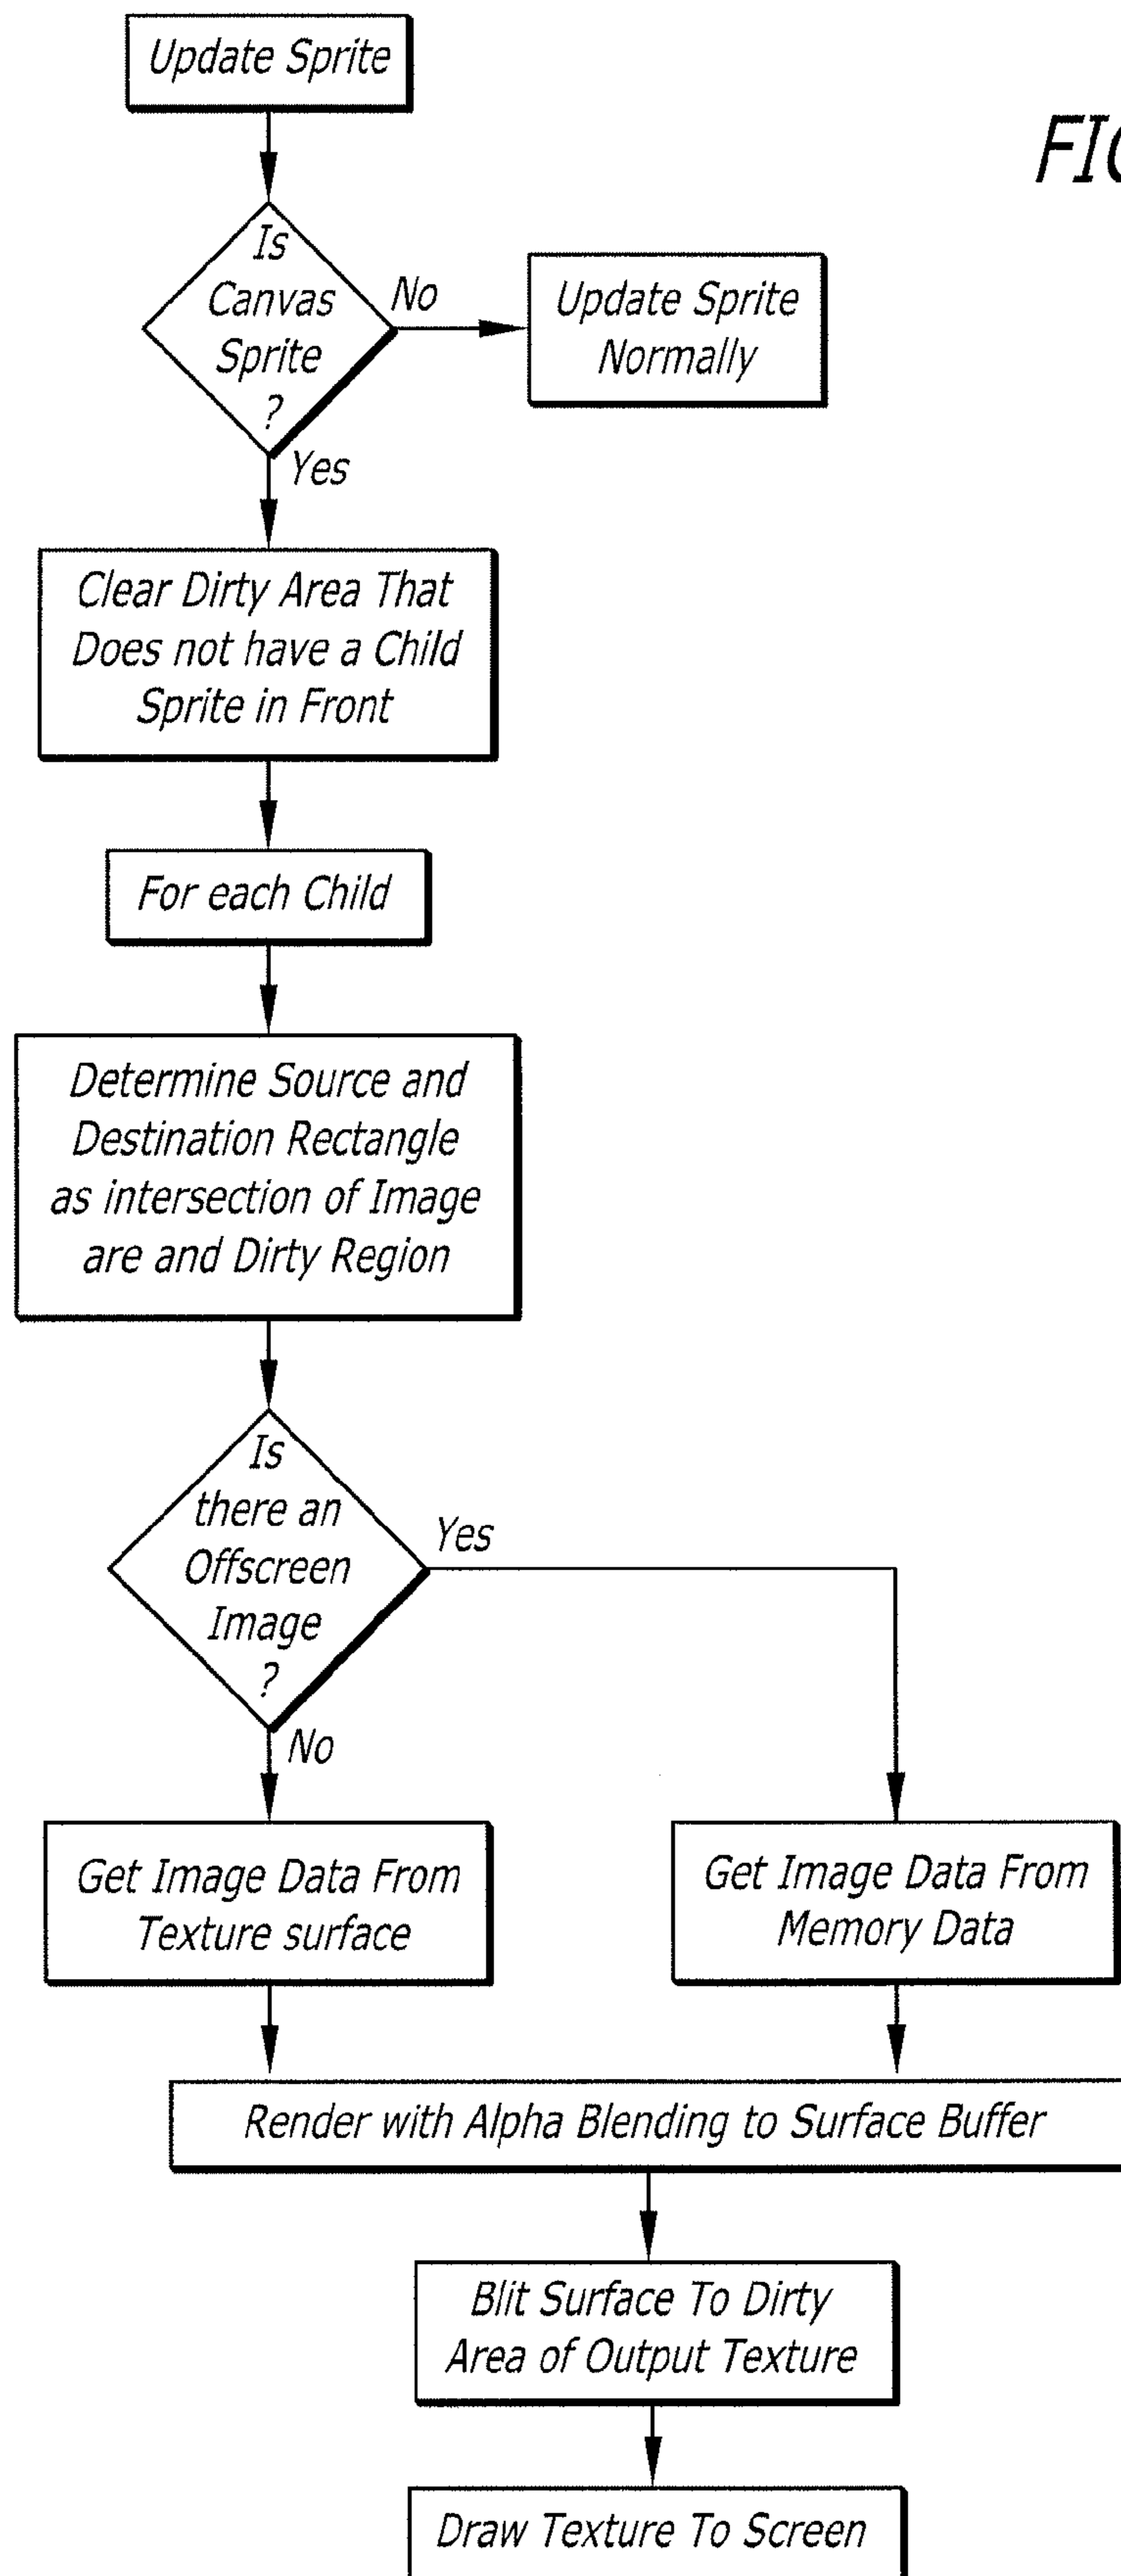 Update Sprite
FIG
Is
Canvas
Sprite
?
No
Update Sprite
Normally
Yes
Clear Dirty Area That
Does not have a Child
Sprite in Front
For each Child
Determine Source and
Destination Rectangle
as intersection of Image
are and Dirty Region
Is
there an
Offscreen
Image
?
Yes
No
Get Image Data From
Texture surface
Get Image Data From
Memory Data
Render with Alpha Blending to Surface Buffer
Blit Surface To Dirty
Area of Output Texture
Draw Texture To Screen